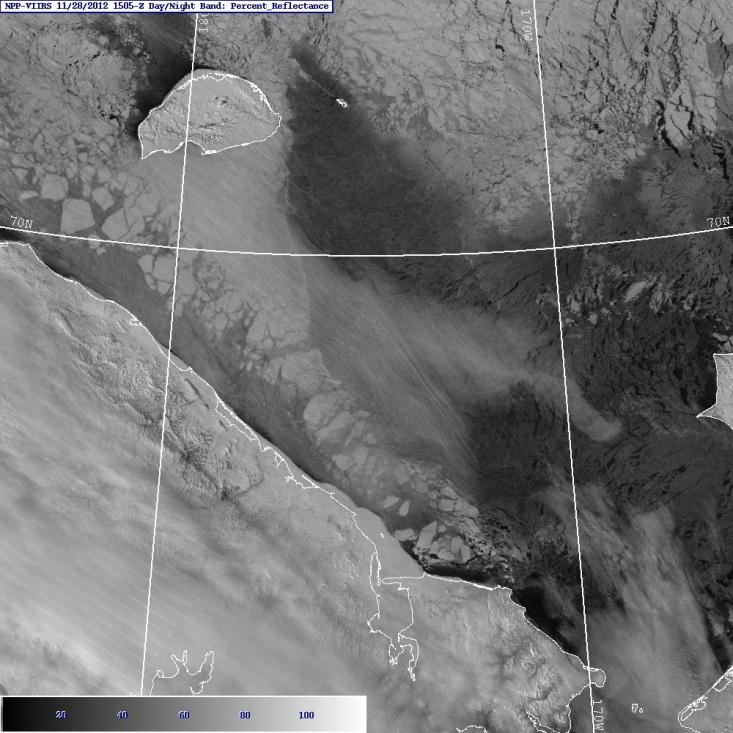 NPP-VIIRS 11/28/2012 1505-Z Day/Night Band: Percent_Reflectance
180
170W
70N
70N
20 40 60 80 100
170W